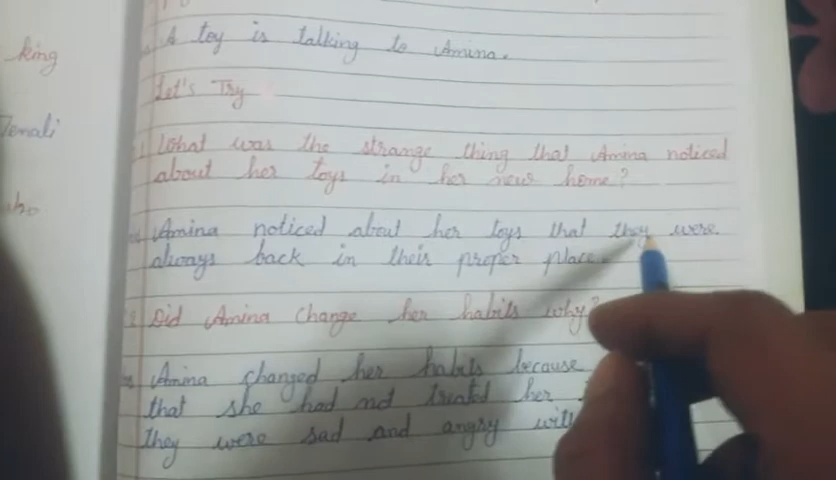 king
A toy is talking to Amina.
Let's Try
What was the strange thing that Amina noticed
about her toys in her new home?
Amina noticed about her toys that they were
always back in their proper place.
Did Amina change her habits why?
Amina changed her habits because
that she had not treated her
they were sad and angry with